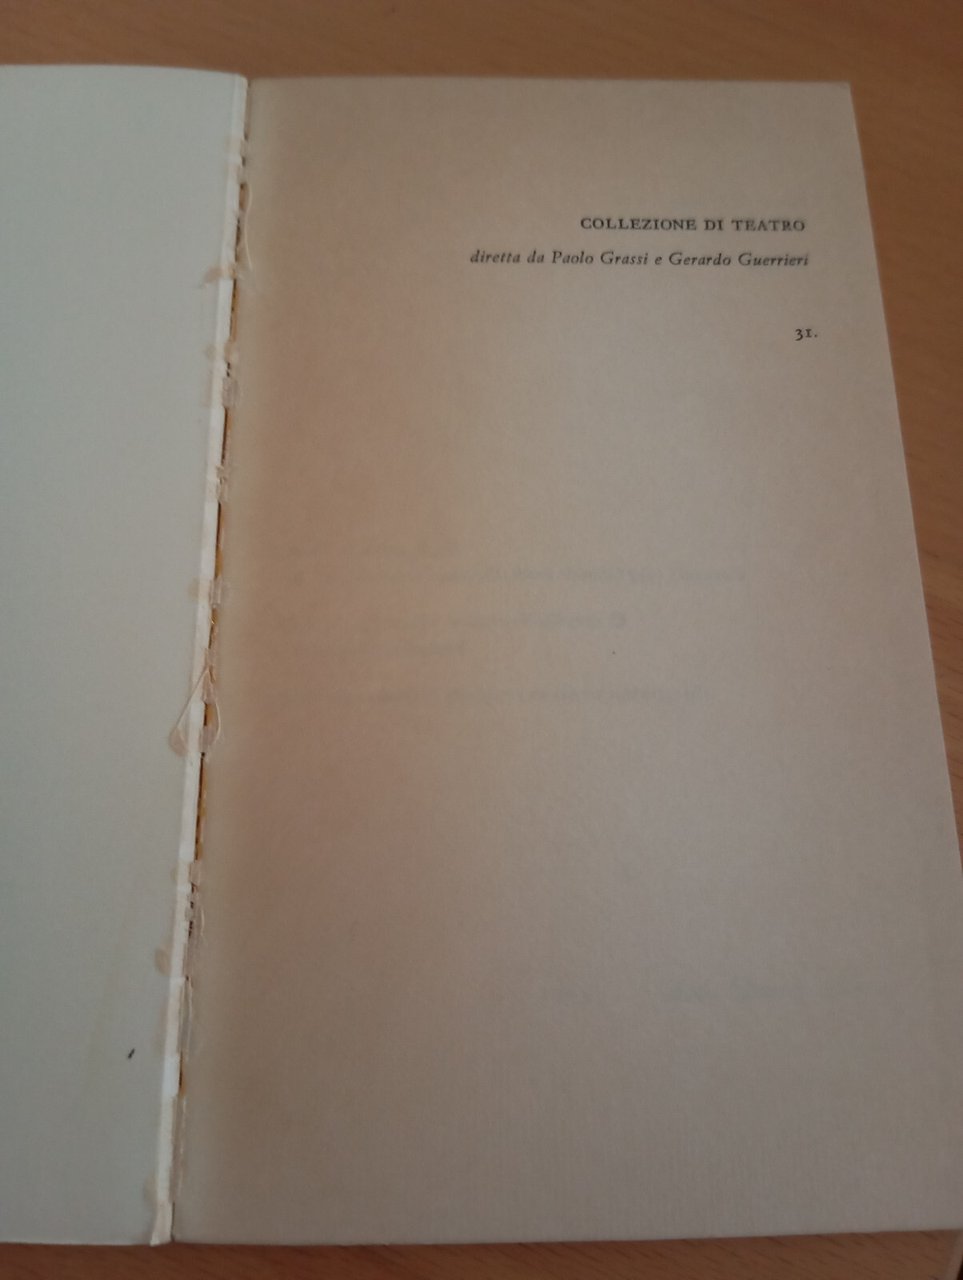 COLLEZIONE DI TEATRO
diretta da Paolo Grassi e Gerardo Guerrieri
31.